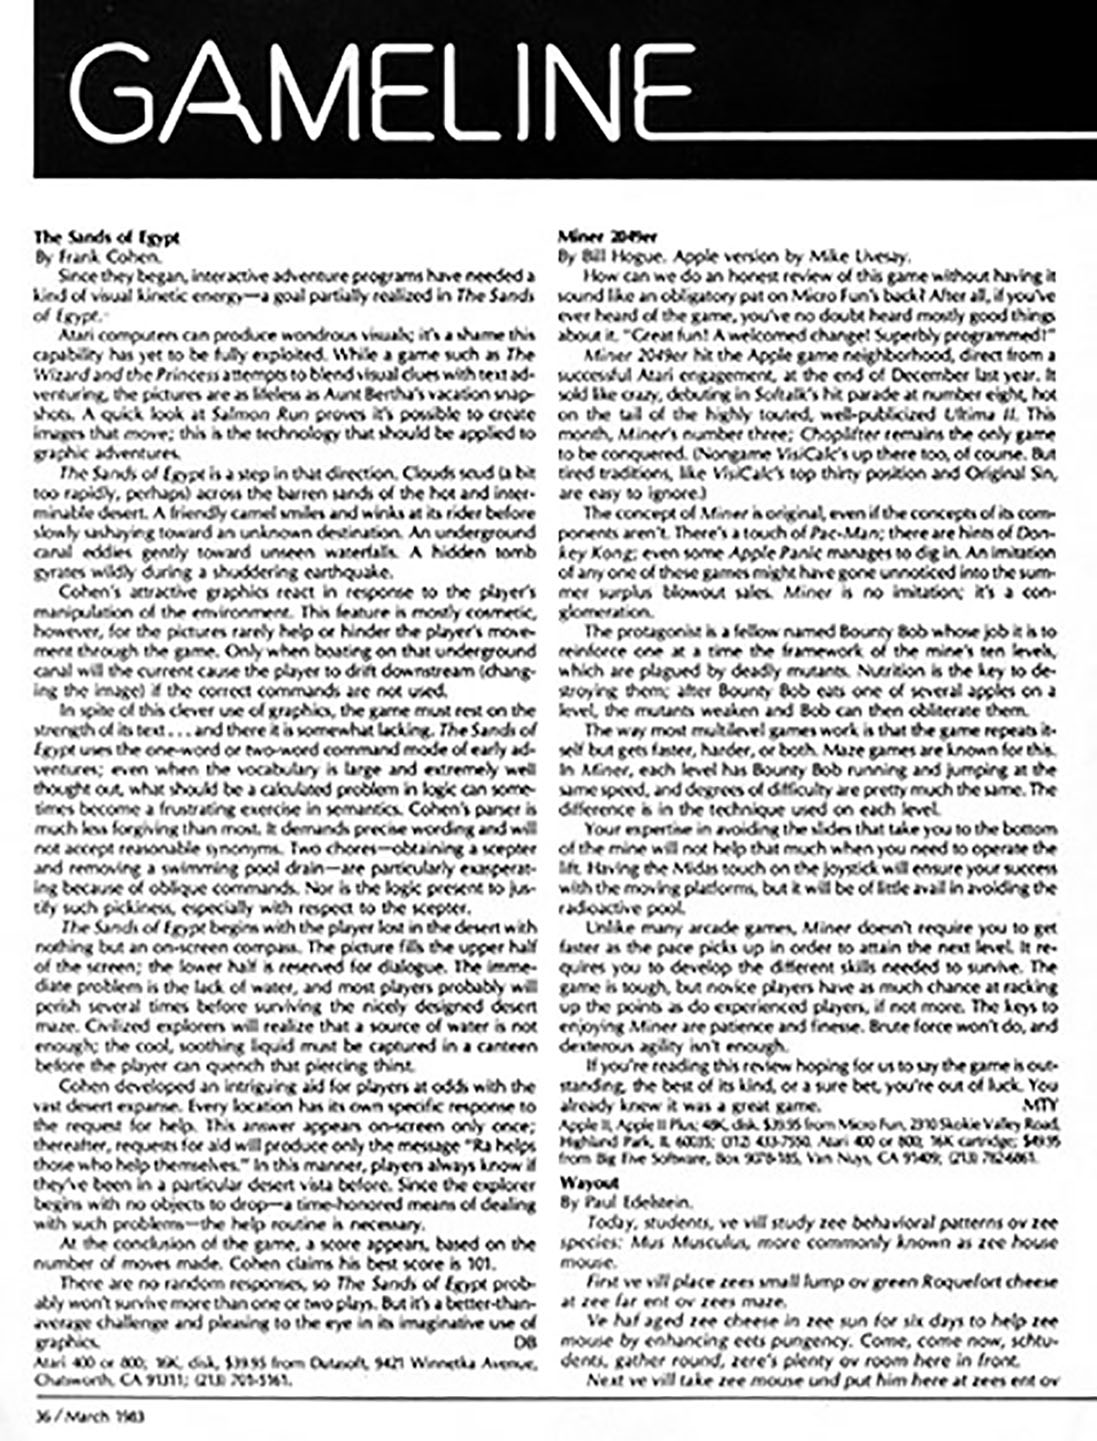 GAMELINE
The Sands of Egypt
By Frank Cohen.
Since they began, interactive adventure programs have needed a
kind of visual kinetic energy—a goal partially realized in The Sands
of Egypt.
Atari computers can produce wondrous visuals; it's a shame this
capability has yet to be fully exploited. While a game such as The
Wizard and the Princess attempts to blend visual clues with text ad-
venturing, the pictures are as lifeless as Aunt Bertha's vacation snap-
shots. A quick look at Salmon Run proves it's possible to create
images that move; this is the technology that should be applied to
graphic adventures.
The Sands of Egypt is a step in that direction. Clouds scud (a bit
too rapidly, perhaps) across the barren sands of the hot and inter-
minable desert. A friendly camel smiles and winks at its rider before
slowly sashaying toward an unknown destination. An underground
canal eddies gently toward unseen waterfalls. A hidden tomb
gyrates wildly during a shuddering earthquake.
Cohen's attractive graphics react in response to the player's
manipulation of the environment. This feature is mostly cosmetic,
however, for the pictures rarely help or hinder the player's move-
ment through the game. Only when boating on that underground
canal will the current cause the player to drift downstream (chang-
ing the image) if the correct commands are not used.
In spite of this clever use of graphics, the game must rest on the
strength of its text . . . and there it is somewhat lacking. The Sands of
Egypt uses the one-word or two-word command mode of early ad-
ventures; even when the vocabulary is large and extremely well
thought out, what should be a calculated problem in logic can some-
times become a frustrating exercise in semantics. Cohen's parser is
much less forgiving than most. It demands precise wording and will
not accept reasonable synonyms. Two chores—obtaining a scepter
and removing a swimming pool drain—are particularly exasperat-
ing because of oblique commands. Nor is the logic present to jus-
tify such pickiness, especially with respect to the scepter.
The Sands of Egypt begins with the player lost in the desert with
nothing but an on-screen compass. The picture fills the upper half
of the screen; the lower half is reserved for dialogue. The imme-
diate problem is the lack of water, and most players probably will
perish several times before surviving the nicely designed desert
maze. Civilized explorers will realize that a source of water is not
enough; the cool, soothing liquid must be captured in a canteen
before the player can quench that piercing thirst.
Cohen developed an intriguing aid for players at odds with the
vast desert expanse. Every location has its own specific response to
the request for help. This answer appears on-screen only once;
thereafter, requests for aid will produce only the message "Ra helps
those who help themselves." In this manner, players always know if
they've been in a particular desert vista before. Since the explorer
begins with no objects to drop—a time-honored means of dealing
with such problems—the help routine is necessary.
At the conclusion of the game, a score appears, based on the
number of moves made. Cohen claims his best score is 101.
There are no random responses, so The Sands of Egypt prob-
ably won't survive more than one or two plays. But it's a better-than-
average challenge and pleasing to the eye in its imaginative use of
graphics. DB
Atari 400 or 800; 16K, disk, $39.95 from Datasoft, 9421 Winnetka Avenue,
Chatsworth, CA 91311; (213) 701-5161.
Miner 2049er
By Bill Hogue. Apple version by Mike Livesay.
How can we do an honest review of this game without having it
sound like an obligatory pat on Micro Fun's back? After all, if you've
ever heard of the game, you've no doubt heard mostly good things
about it. "Great fun! A welcomed change! Superbly programmed!"
Miner 2049er hit the Apple game neighborhood, direct from a
successful Atari engagement, at the end of December last year. It
sold like crazy, debuting in Softalk's hit parade at number eight, hot
on the tail of the highly touted, well-publicized Ultima II. This
month, Miner's number three; Choplifter remains the only game
to be conquered. (Nongame VisiCalc's up there too, of course. But
tired traditions, like VisiCalc's top thirty position and Original Sin,
are easy to ignore.)
The concept of Miner is original, even if the concepts of its com-
ponents aren't. There's a touch of Pac-Man; there are hints of Don-
key Kong; even some Apple Panic manages to dig in. An imitation
of any one of these games might have gone unnoticed into the sum-
mer surplus blowout sales. Miner is no imitation; it's a con-
glomeration.
The protagonist is a fellow named Bounty Bob whose job it is to
reinforce one at a time the framework of the mine's ten levels,
which are plagued by deadly mutants. Nutrition is the key to de-
stroying them; after Bounty Bob eats one of several apples on a
level, the mutants weaken and Bob can then obliterate them.
The way most multilevel games work is that the game repeats it-
self but gets faster, harder, or both. Maze games are known for this.
In Miner, each level has Bounty Bob running and jumping at the
same speed, and degrees of difficulty are pretty much the same. The
difference is in the technique used on each level.
Your expertise in avoiding the slides that take you to the bottom
of the mine will not help that much when you need to operate the
lift. Having the Midas touch on the joystick will ensure your success
with the moving platforms, but it will be of little avail in avoiding the
radioactive pool.
Unlike many arcade games, Miner doesn't require you to get
faster as the pace picks up in order to attain the next level. It re-
quires you to develop the different skills needed to survive. The
game is tough, but novice players have as much chance at racking
up the points as do experienced players, if not more. The keys to
enjoying Miner are patience and finesse. Brute force won't do, and
dexterous agility isn't enough.
If you're reading this review hoping for us to say the game is out-
standing, the best of its kind, or a sure bet, you're out of luck. You
already knew it was a great game. MTY
Apple II, Apple II Plus; 48K, disk, $39.95 from Micro Fun, 2310 Skokie Valley Road,
Highland Park, IL 60035; (312) 433-7550. Atari 400 or 800; 16K cartridge; $49.95
from Big Five Software, Box 9078-185, Van Nuys, CA 91409; (213) 782-6861.
Wayout
By Paul Edelstein.
Today, students, ve vill study zee behavioral patterns ov zee
species: Mus Musculus, more commonly known as zee house
mouse.
First ve vill place zees small lump ov green Roquefort cheese
at zee far ent ov zees maze.
Ve haf aged zee cheese in zee sun for six days to help zee
mouse by enhancing eets pungency. Come, come now, schtu-
dents, gather round, zere's plenty ov room here in front.
Next ve vill take zee mouse und put him here at zees ent ov
36 / March 1983